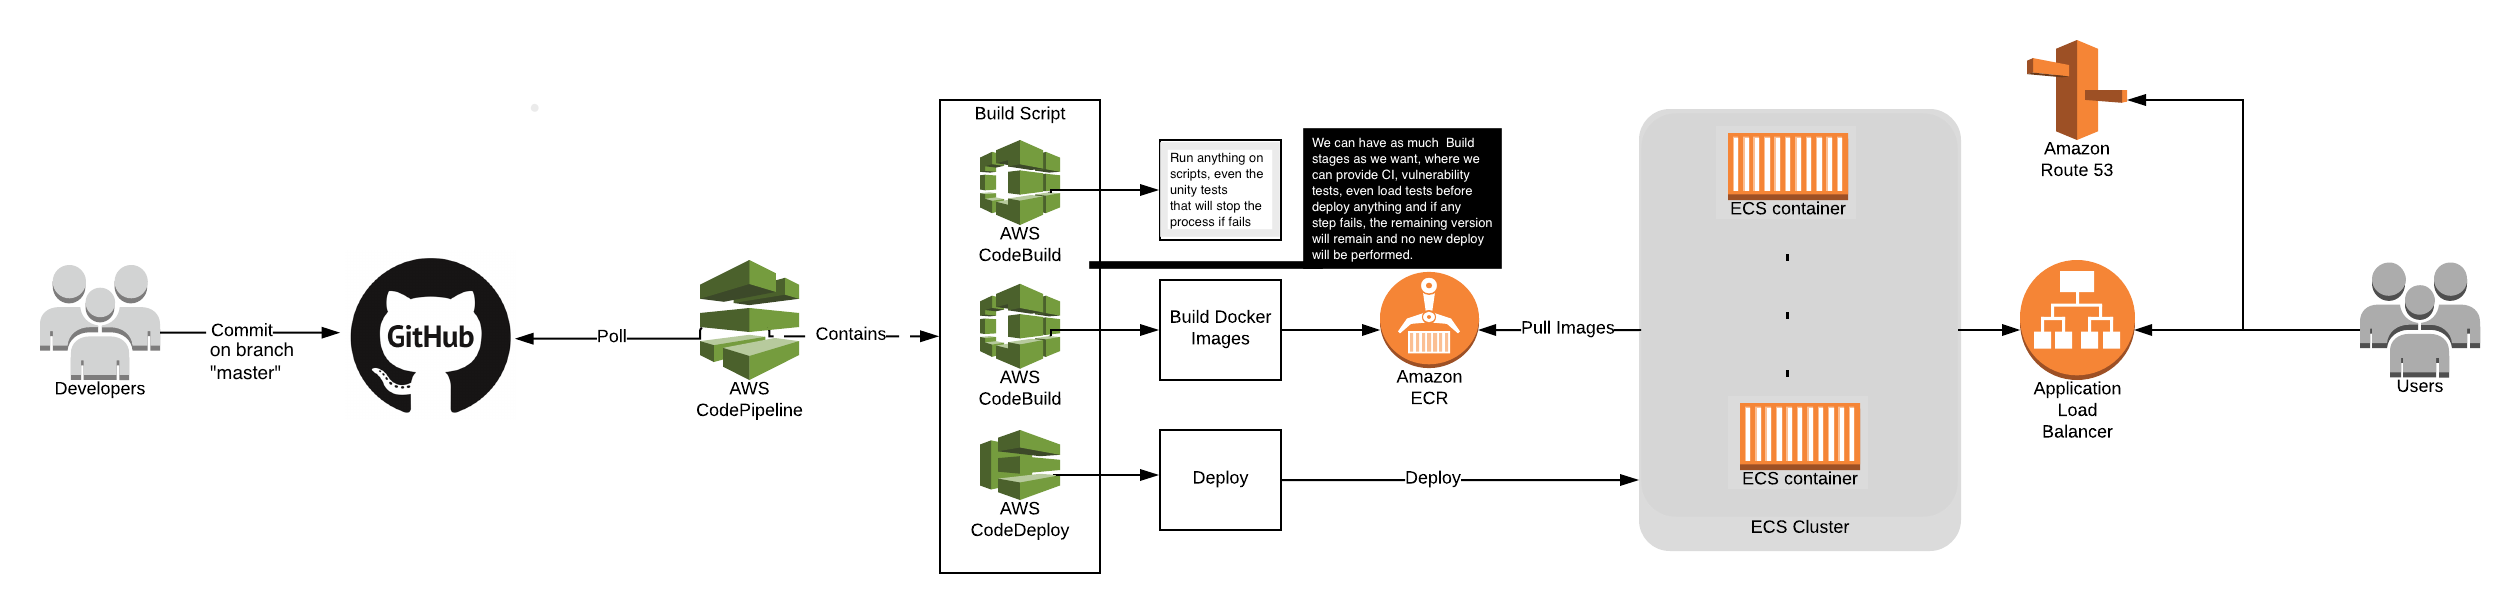 Developers
Commit
on branch
"master"
GitHub
Poll
AWS
CodePipeline
Contains
Build Script
AWS
CodeBuild
AWS
CodeBuild
AWS
CodeDeploy
Run anything on
scripts, even the
unity tests
that will stop the
process if fails
We can have as much Build
stages as we want, where we
can provide CI, vulnerability
tests, even load tests before
deploy anything and if any
step fails, the remaining version
will remain and no new deploy
will be performed.
Build Docker
Images
Amazon
ECR
Pull Images
Deploy
Deploy
ECS container
ECS container
ECS Cluster
Amazon
Route 53
Application
Load
Balancer
Users